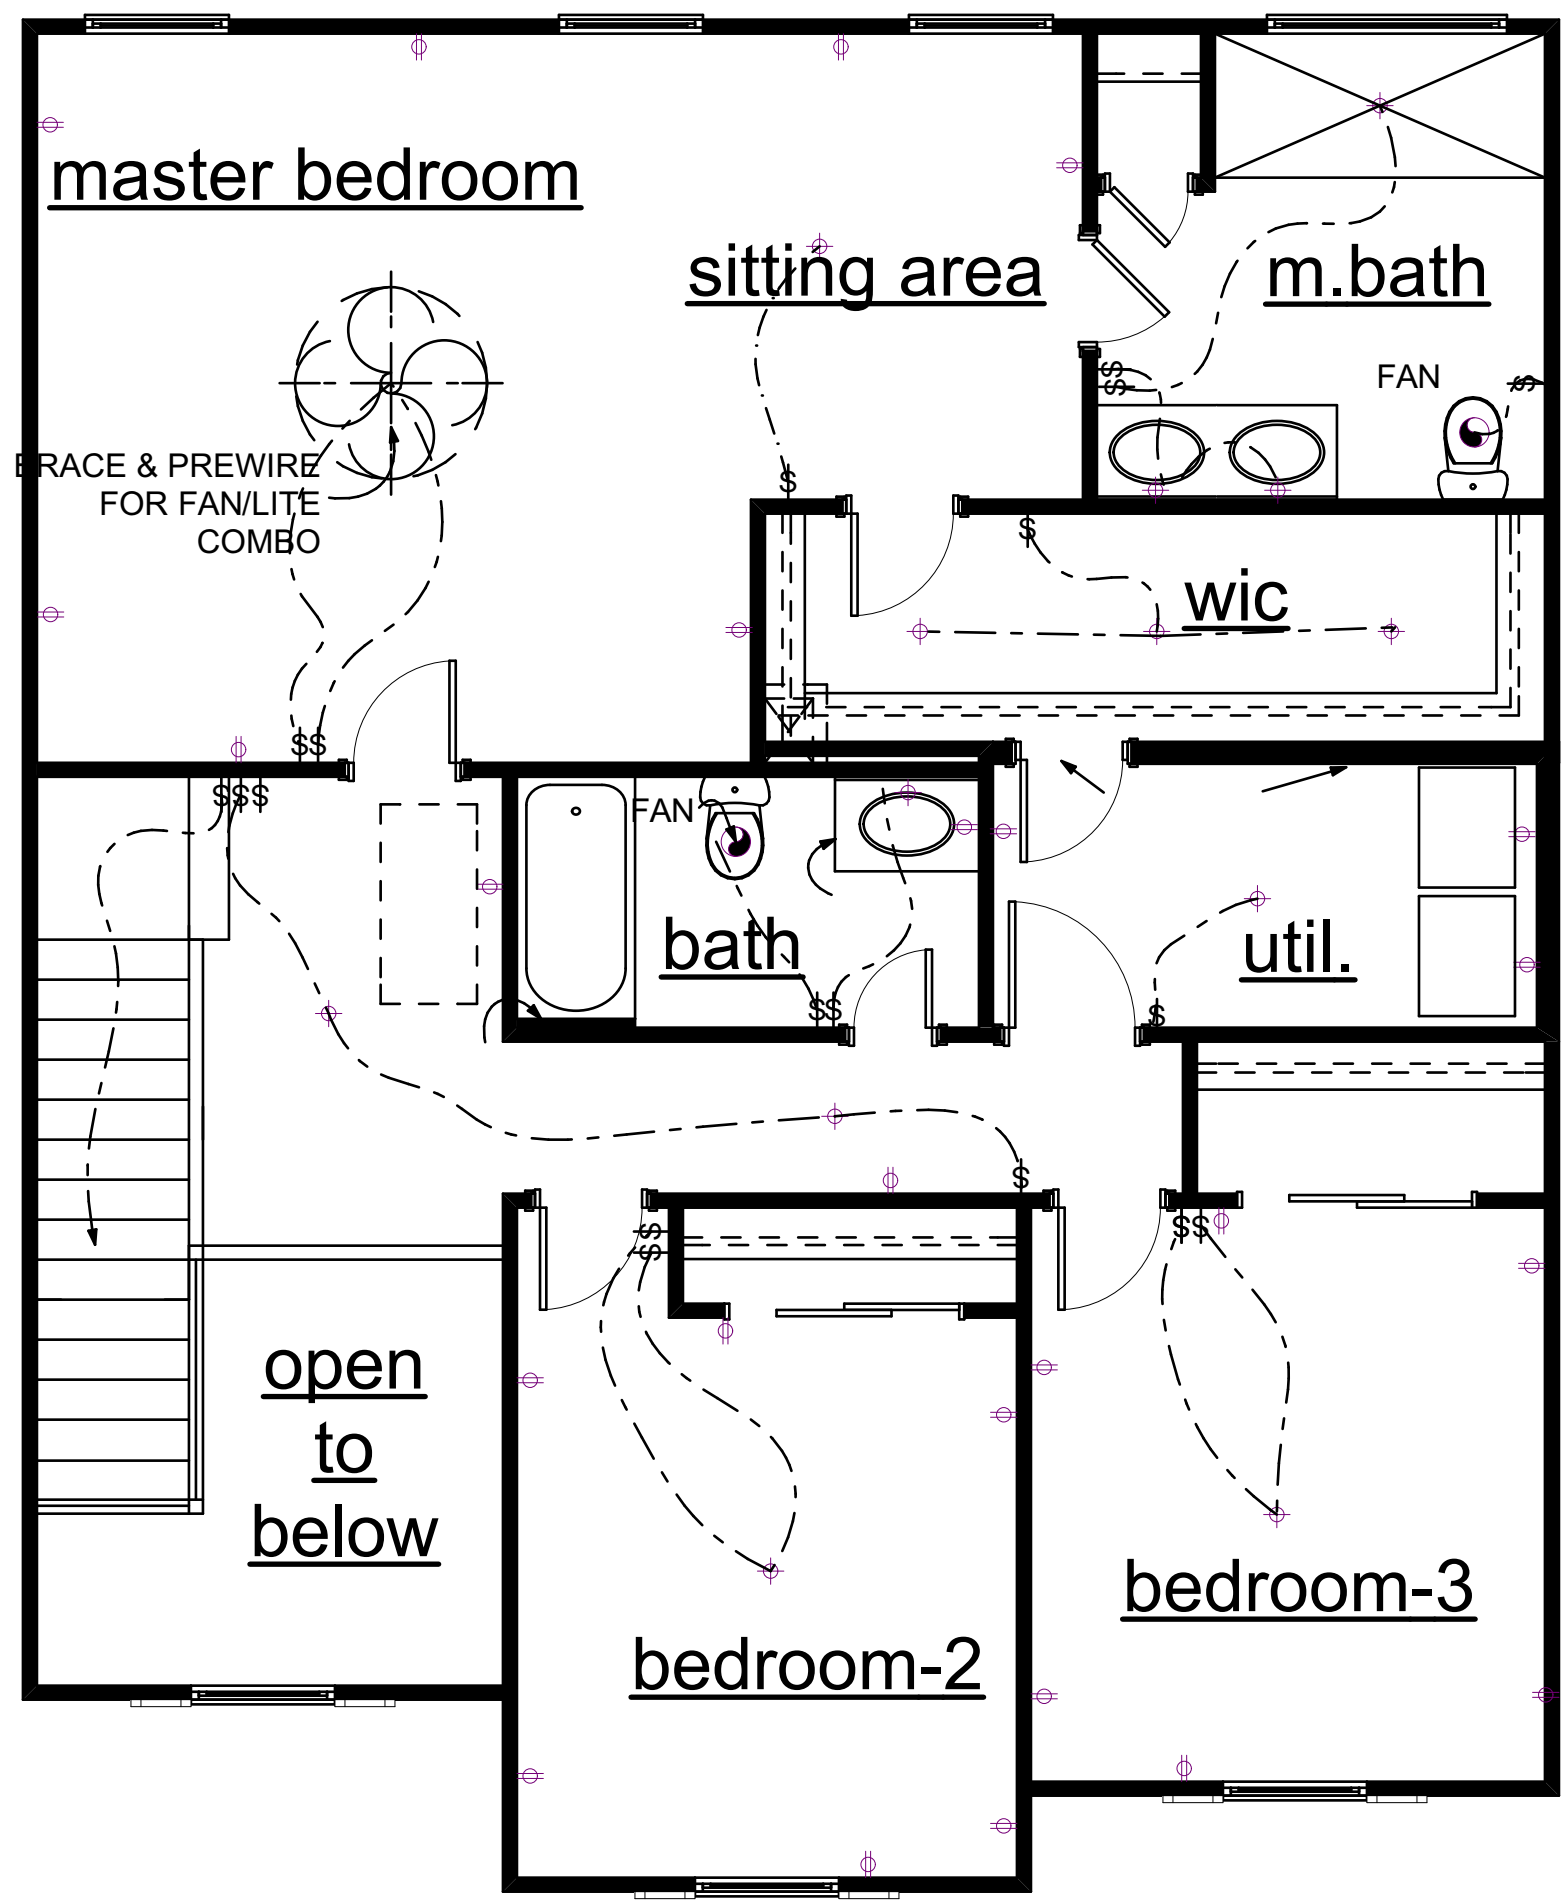 master bedroom
sitting area
m.bath
FAN
$
$
$
BRACE & PREWIRE
FOR FAN/LITE
COMBO
$
$
wic
$$
$$$
FAN
bath
util.
$$
$
$
$
$
$$
open
to
below
bedroom-3
bedroom-2